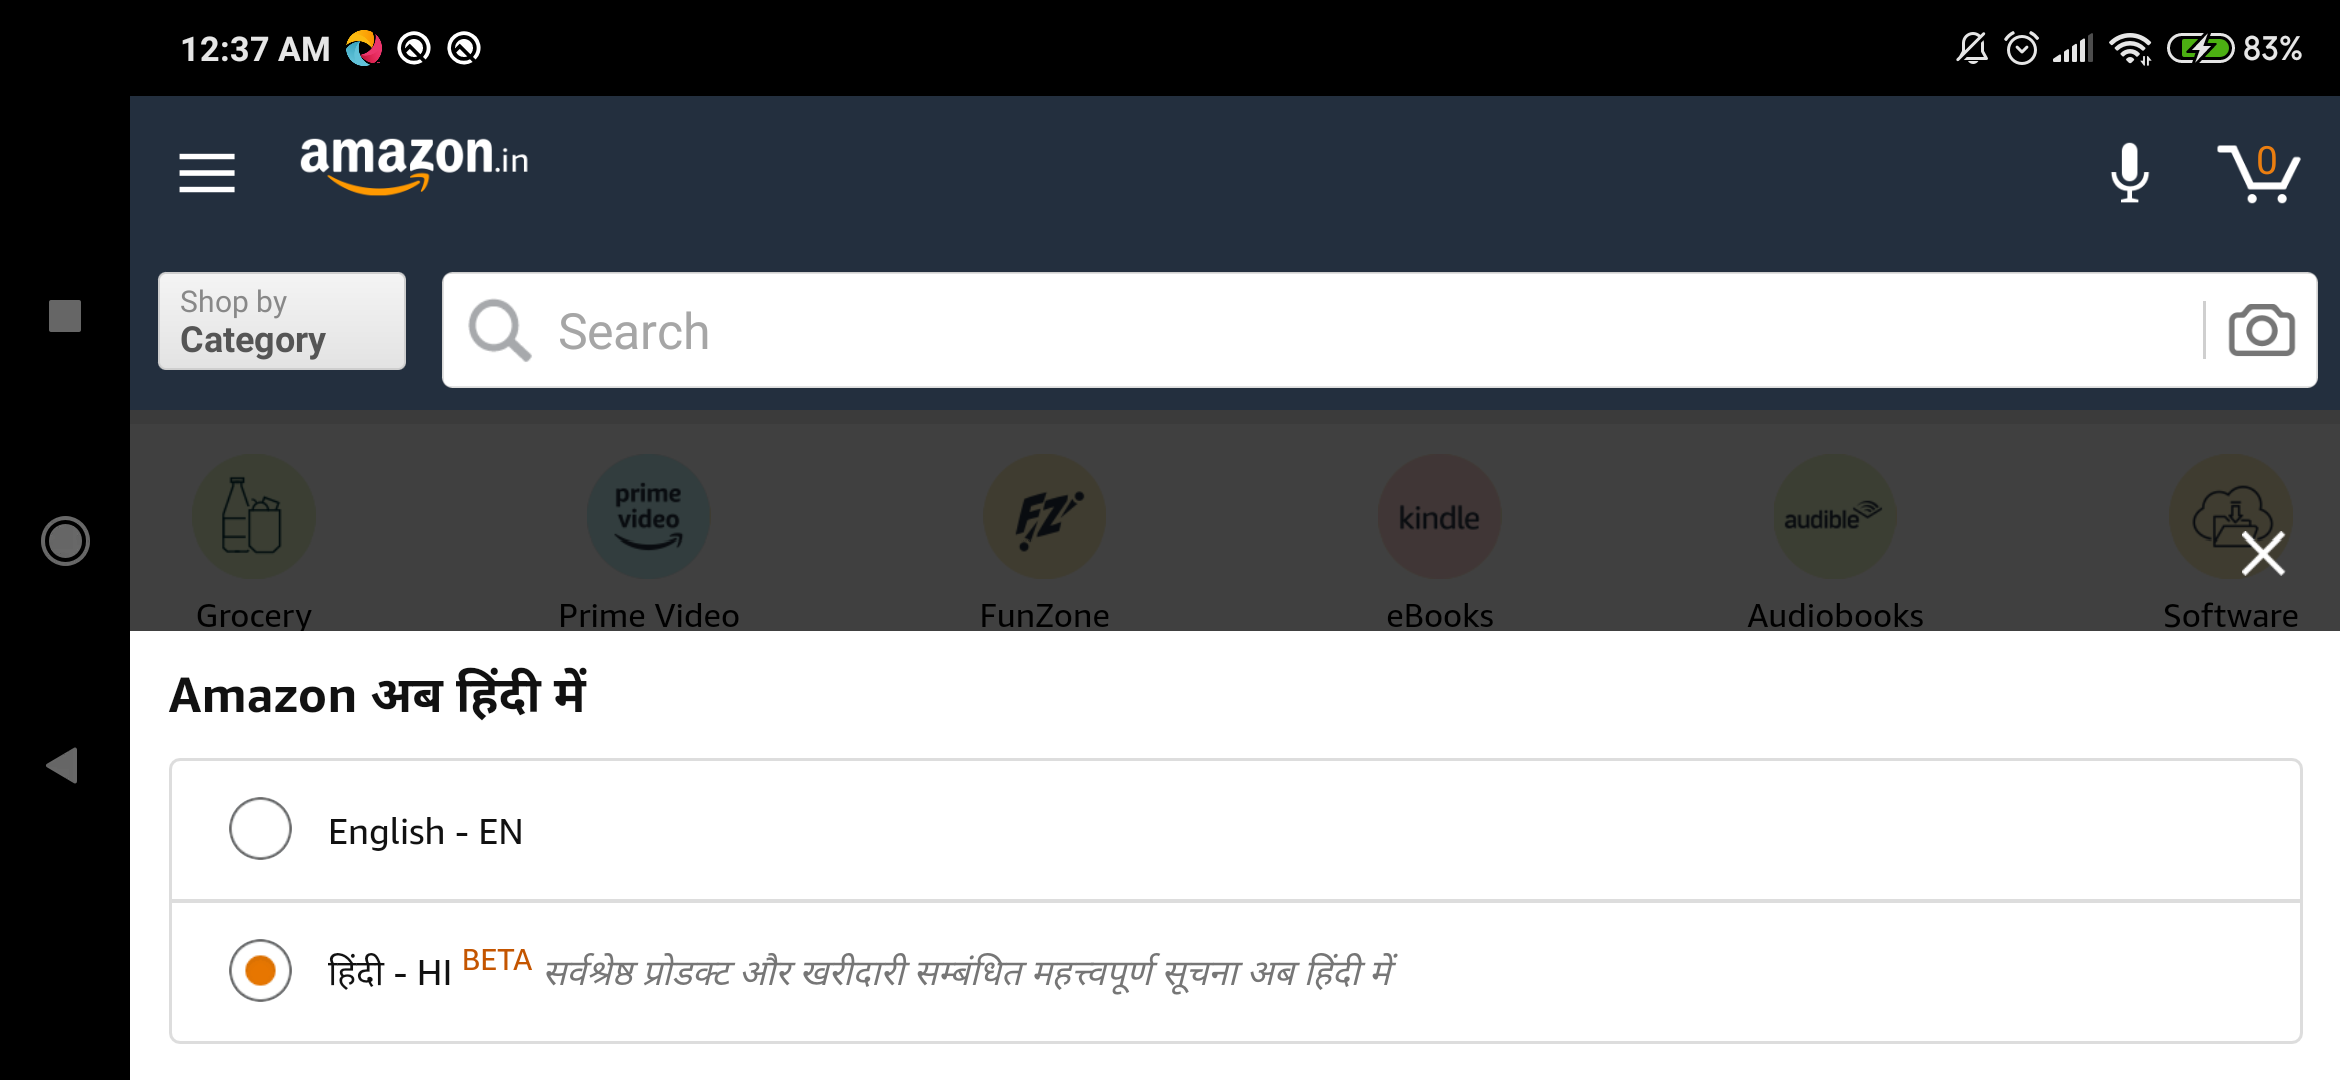 12:37 AM 83%
amazon.in 0
Shop by
Category
Search
prime
video
FZ
kindle
audible
Grocery Prime Video FunZone eBooks Audiobooks Software
Amazon अब हिंदी में
English - EN
हिंदी - HI BETA सर्वश्रेष्ठ प्रोडक्ट और खरीदारी सम्बंधित महत्त्वपूर्ण सूचना अब हिंदी में